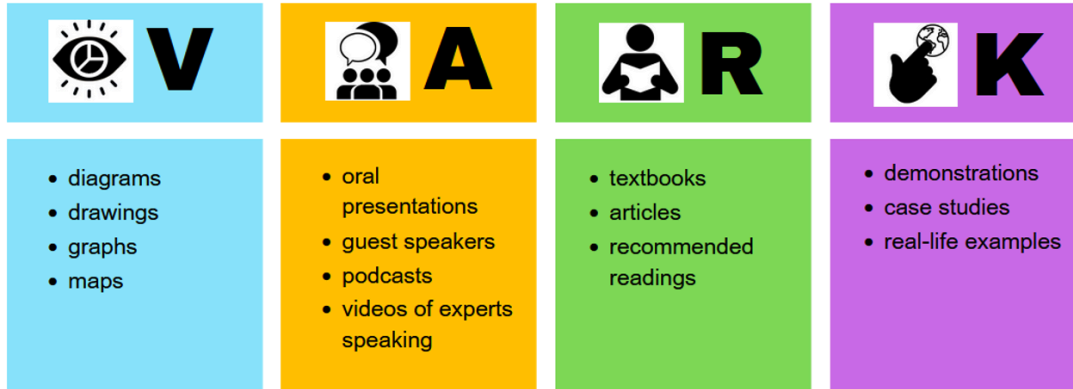 V
• diagrams
• drawings
• graphs
• maps
A
• oral
presentations
• guest speakers
• podcasts
• videos of experts
speaking
R
• textbooks
• articles
• recommended
readings
K
• demonstrations
• case studies
• real-life examples